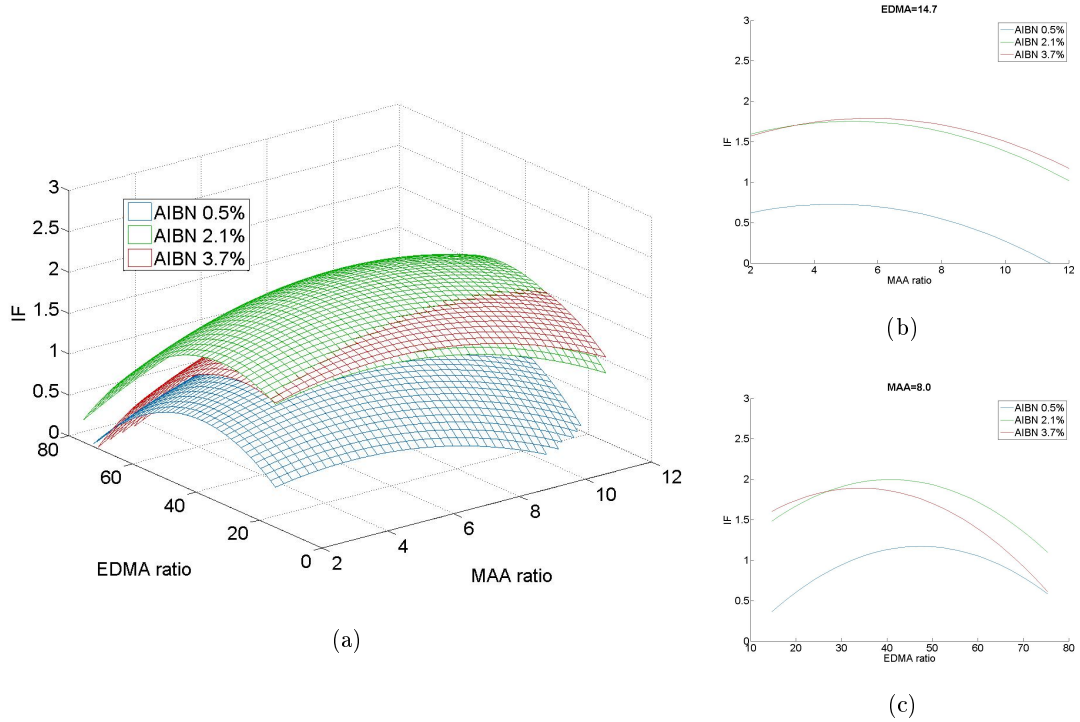 3
2.5
2
1.5
1
0.5
0
IF
AIBN 0.5%
AIBN 2.1%
AIBN 3.7%
80
60
40
20
0
EDMA ratio
2
4
6
8
10
12
MAA ratio
(a)
EDMA=14.7
AIBN 0.5%
AIBN 2.1%
AIBN 3.7%
3
2.5
2
1.5
1
0.5
0
IF
2
4
6
8
10
12
MAA ratio
(b)
MAA=8.0
AIBN 0.5%
AIBN 2.1%
AIBN 3.7%
3
2.5
2
1.5
1
0.5
0
IF
10
20
30
40
50
60
70
80
EDMA ratio
(c)